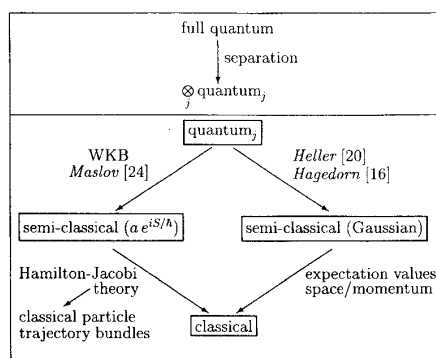 full quantum
separation
⊗ quantum_j
j
quantum_j
WKB
Maslov [24]
Heller [20]
Hagedorn [16]
semi-classical (a e^{iS/ħ})
semi-classical (Gaussian)
Hamilton-Jacobi
theory
expectation values
space/momentum
classical particle
trajectory bundles
classical